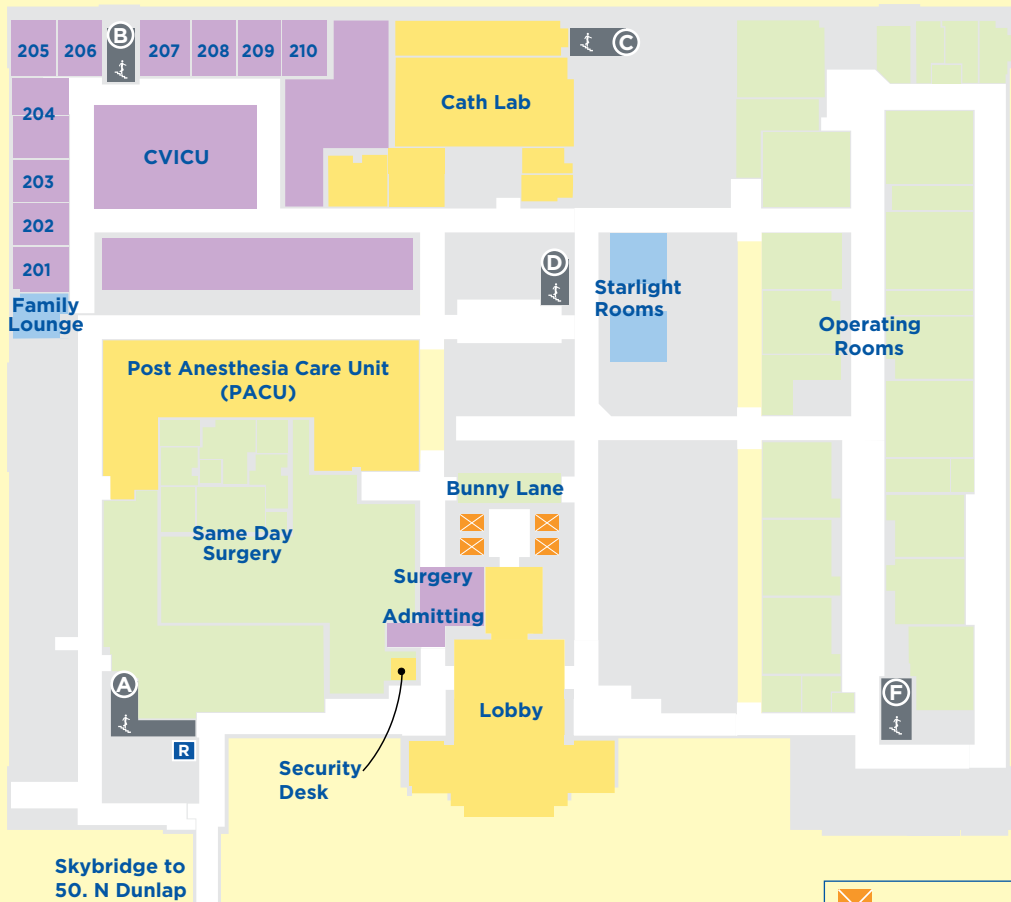 B
C
205 206 207 208 209 210
204
Cath Lab
CVICU
203
202
201
D
Family
Lounge
Starlight
Rooms
Operating
Rooms
Post Anesthesia Care Unit
(PACU)
Bunny Lane
Same Day
Surgery
Surgery
Admitting
A
F
Lobby
R
Security
Desk
Skybridge to
50. N Dunlap